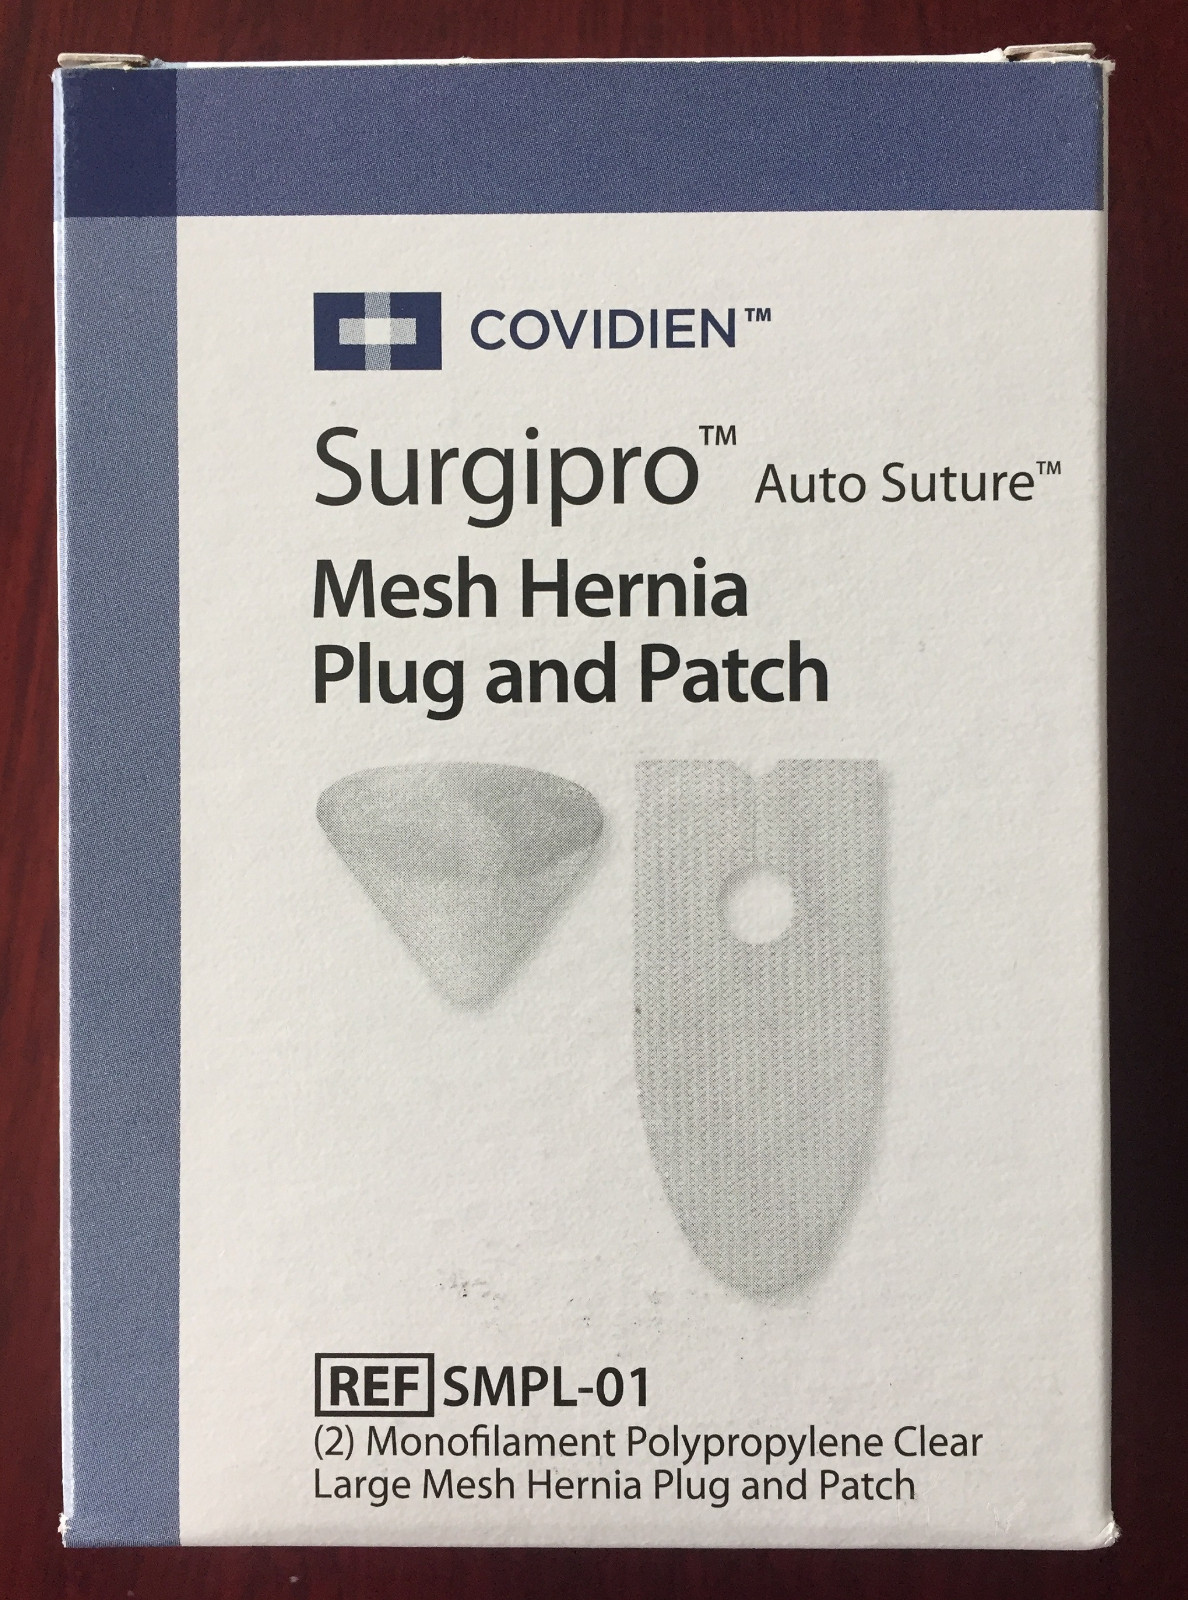 COVIDIEN™
Surgipro™ Auto Suture™
Mesh Hernia
Plug and Patch
REF SMPL-01
(2) Monofilament Polypropylene Clear
Large Mesh Hernia Plug and Patch